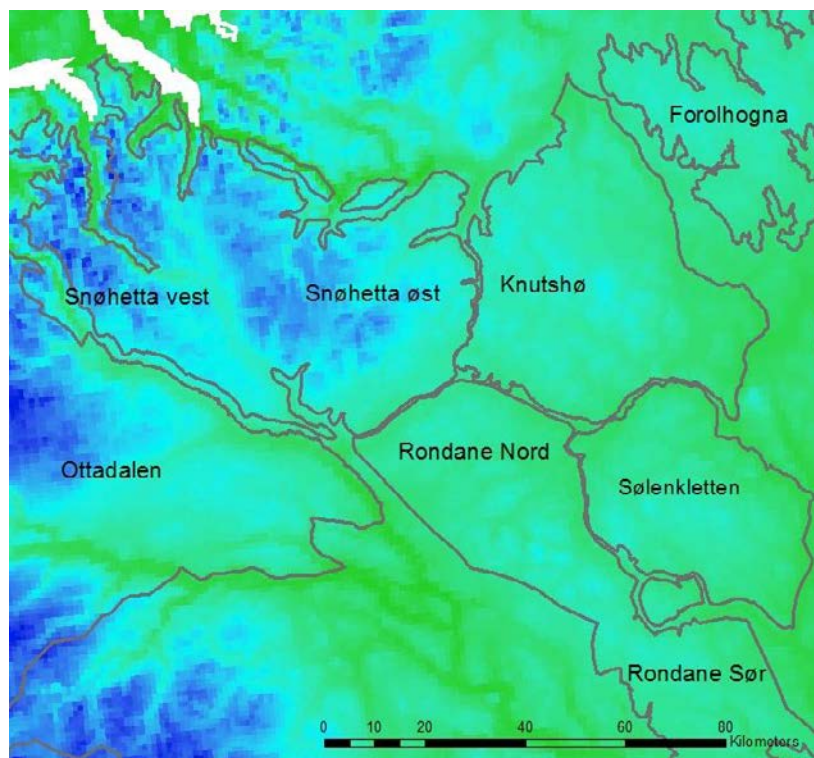 Forolhogna
Snøhetta vest
Snøhetta øst
Knutshø
Ottadalen
Rondane Nord
Sølenkletten
Rondane Sør
0 10 20 40 60 80
Kilometers